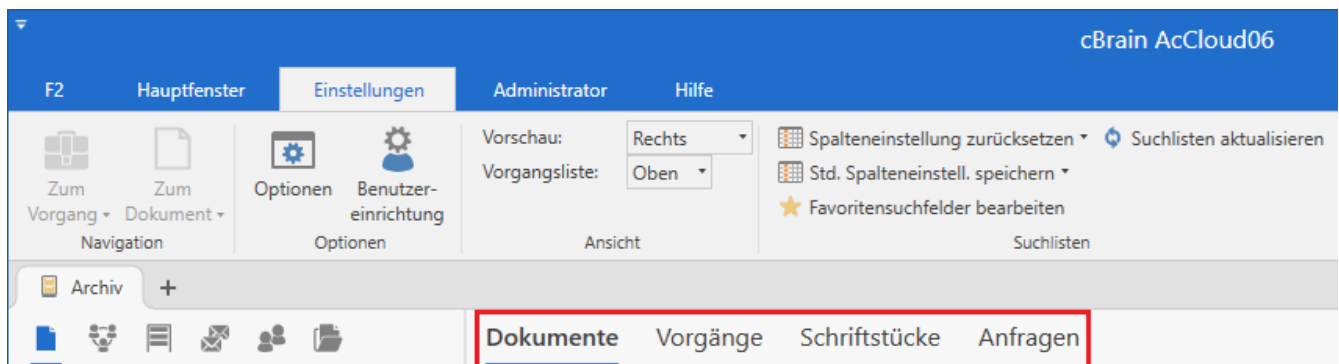 cBrain AcCloud06
F2 Hauptfenster Einstellungen Administrator Hilfe
Vorschau: Rechts Spalteneinstellung zurücksetzen Suchlisten aktualisieren
Vorgangsliste: Oben Std. Spalteneinstell. speichern
Zum Zum Optionen Benutzer-
Vorgang Dokument einrichtung Favoritensuchfelder bearbeiten
Navigation Optionen Ansicht Suchlisten
Archiv +
Dokumente Vorgänge Schriftstücke Anfragen